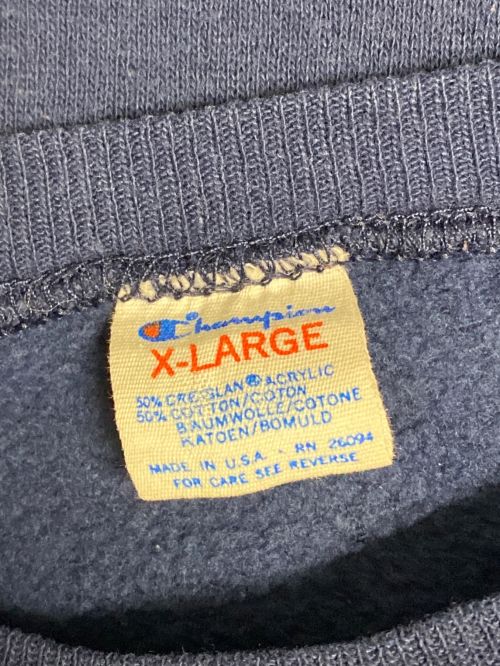 Champion
X-LARGE
50% CRESLAN® ACRYLIC
50% COTTON/COTON
BAUMWOLLE/COTONE
KATOEN/BOMULD
MADE IN U.S.A. - RN 26094
FOR CARE SEE REVERSE